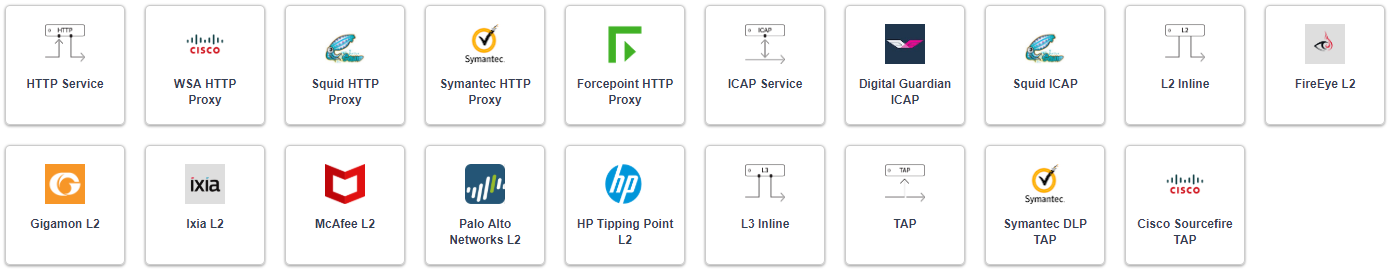 HTTP
HTTP Service
CISCO
WSA HTTP
Proxy
Squid HTTP
Proxy
Symantec.
Symantec HTTP
Proxy
Forcepoint HTTP
Proxy
ICAP
ICAP Service
Digital Guardian
ICAP
Squid ICAP
L2
L2 Inline
FireEye L2
Gigamon L2
ixia
Ixia L2
McAfee L2
Palo Alto
Networks L2
hp
HP Tipping Point
L2
L3
L3 Inline
TAP
TAP
Symantec.
Symantec DLP
TAP
CISCO
Cisco Sourcefire
TAP